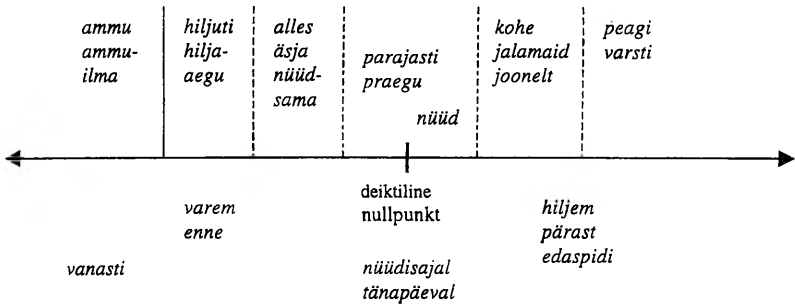 ammu
ammu-
ilma
hiljuti
hilja-
aegu
alles
äsja
nüüd-
sama
parajasti
praegu
nüüd
kohe
jalamaid
joonelt
peagi
varsti
deiktiline
nullpunkt
varem
enne
hiljem
pärast
edaspidi
vanasti
nüüdisajal
tänapäeval